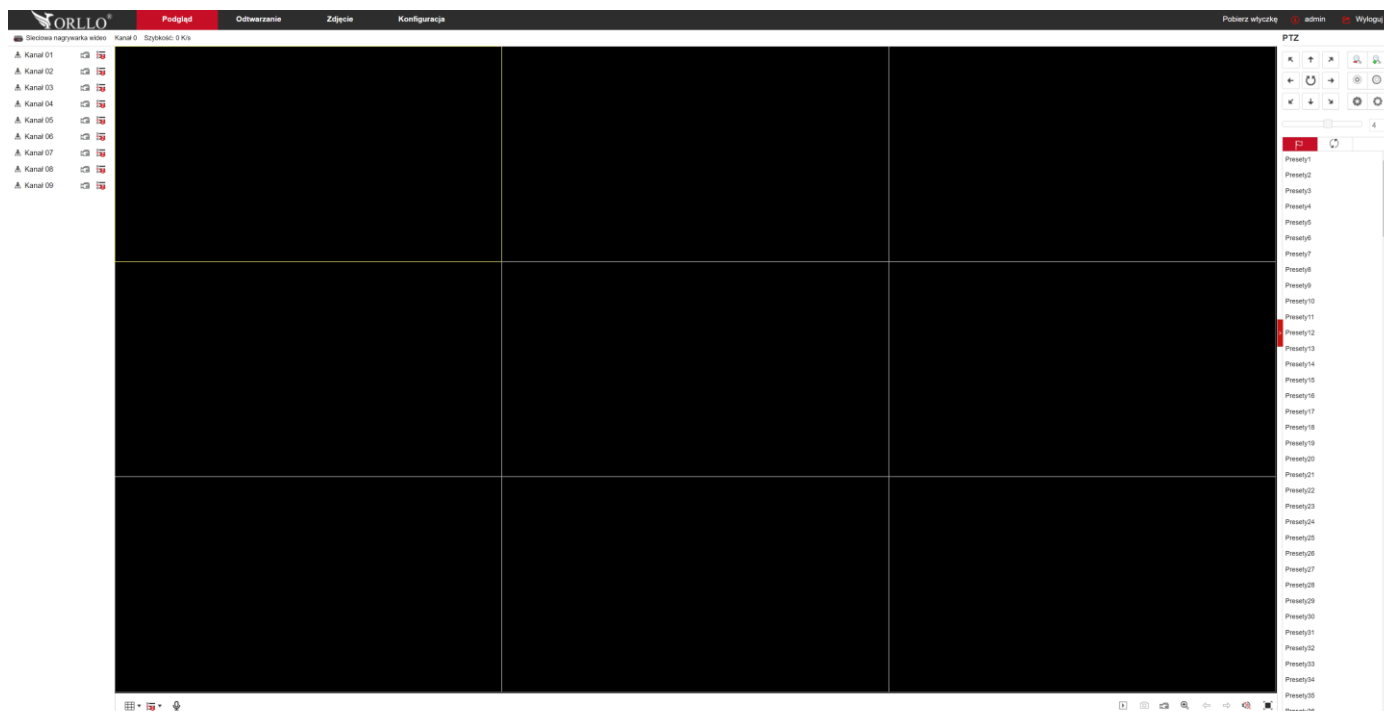 ORLLO® Podgląd Odtwarzanie Zdjęcie Konfiguracja Pobierz wtyczkę admin Wyloguj
Sieciowa nagrywarka wideo Kanał 0 Szybkość: 0 K/s
PTZ
Kanał 01
Kanał 02
Kanał 03
Kanał 04
Kanał 05
Kanał 06
Kanał 07
Kanał 08
Kanał 09
4
Presety1
Presety2
Presety3
Presety4
Presety5
Presety6
Presety7
Presety8
Presety9
Presety10
Presety11
Presety12
Presety13
Presety14
Presety15
Presety16
Presety17
Presety18
Presety19
Presety20
Presety21
Presety22
Presety23
Presety24
Presety25
Presety26
Presety27
Presety28
Presety29
Presety30
Presety31
Presety32
Presety33
Presety34
Presety35